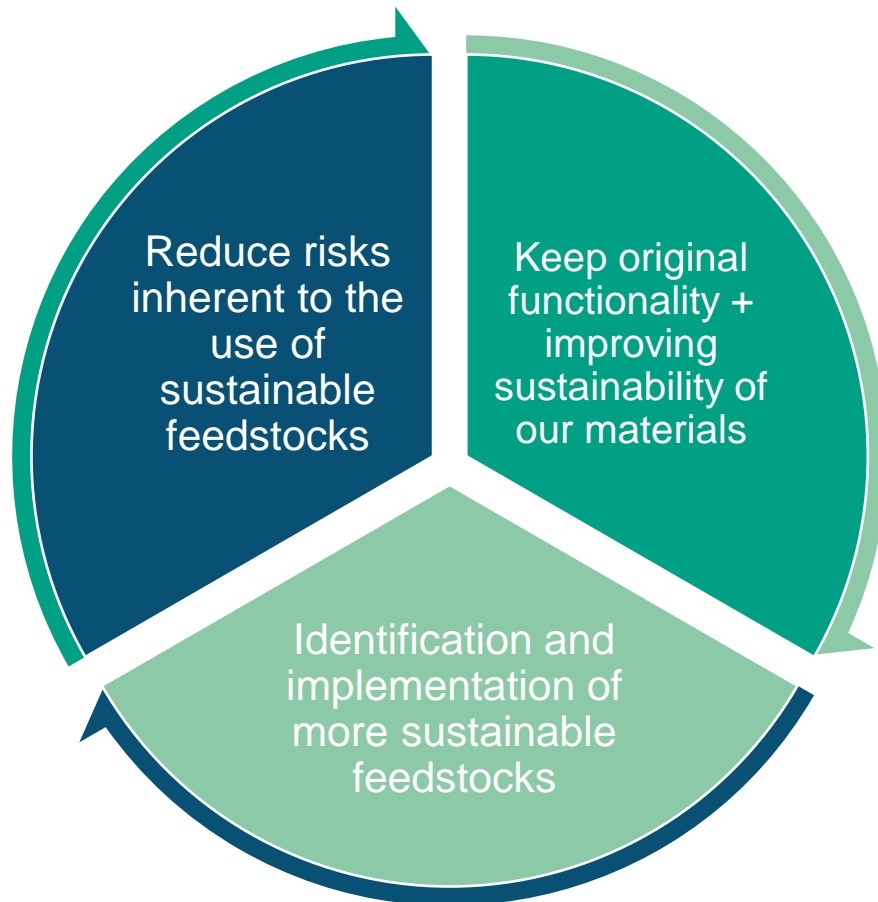 Reduce risks
inherent to the
use of
sustainable
feedstocks
Keep original
functionality +
improving
sustainability of
our materials
Identification and
implementation of
more sustainable
feedstocks